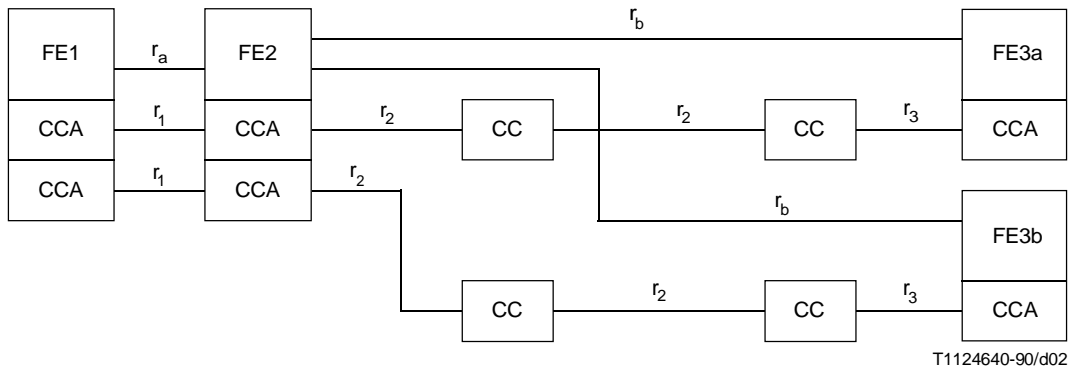 r_b
FE1 r_a FE2 FE3a
CCA r_1 CCA r_2 CC r_2 CC r_3 CCA
CCA r_1 CCA r_2
r_b
FE3b
CC r_2 CC r_3 CCA
T1124640-90/d02